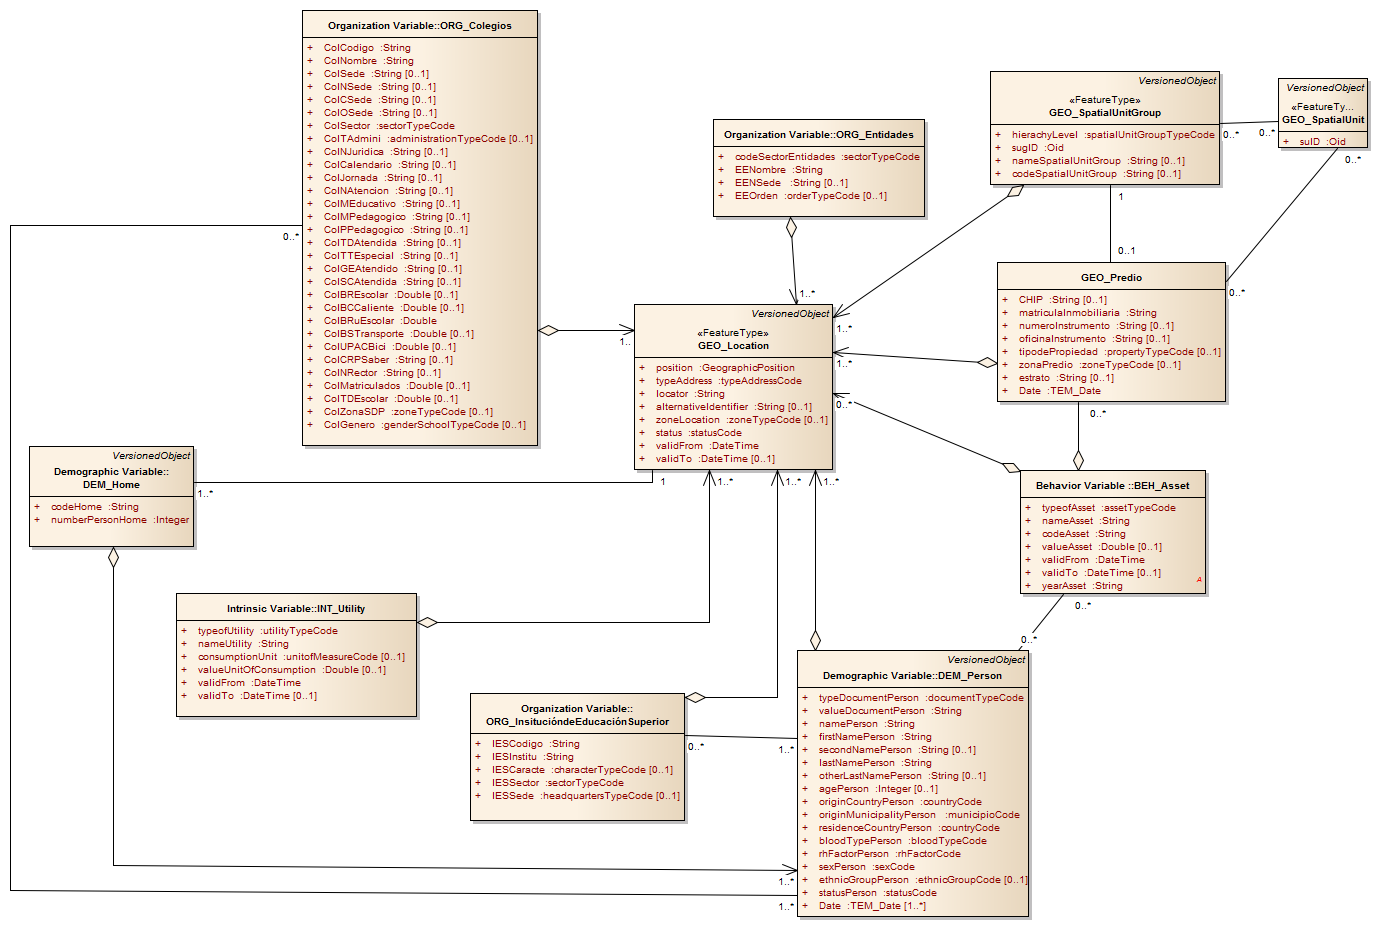 Organization Variable::ORG_Colegios
+ ColCodigo :String
+ ColNombre :String
+ ColSede :String [0..1]
+ ColNSede :String [0..1]
+ ColCSede :String [0..1]
+ ColOSede :String [0..1]
+ ColSector :sectorTypeCode
+ ColTAdmini :administrationTypeCode [0..1]
+ ColNJuridica :String [0..1]
+ ColCalendario :String [0..1]
+ ColJornada :String [0..1]
+ ColNAtencion :String [0..1]
+ ColMEducativo :String [0..1]
+ ColMPedagogico :String [0..1]
+ ColPPedagogico :String [0..1]
+ ColTDAtendida :String [0..1]
+ ColTTEspecial :String [0..1]
+ ColGEAtendido :String [0..1]
+ ColSCAtendida :String [0..1]
+ ColBREscolar :Double [0..1]
+ ColBCCaliente :Double [0..1]
+ ColBRuEscolar :Double
+ ColBSTransporte :Double [0..1]
+ ColUPACBici :Double [0..1]
+ ColCRPSaber :String [0..1]
+ ColNRector :String [0..1]
+ ColMatriculados :Double [0..1]
+ ColTDEscolar :Double [0..1]
+ ColZonaSDP :zoneTypeCode [0..1]
+ ColGenero :genderSchoolTypeCode [0..1]
0..*
1..
Organization Variable::ORG_Entidades
+ codeSectorEntidades :sectorTypeCode
+ EENombre :String
+ EENSede :String [0..1]
+ EEOrden :orderTypeCode [0..1]
1..*
VersionedObject
«FeatureType»
GEO_SpatialUnitGroup
+ hierachyLevel :spatialUnitGroupTypeCode
+ sugID :Oid
+ nameSpatialUnitGroup :String [0..1]
+ codeSpatialUnitGroup :String [0..1]
0..*
0..*
1
0..1
VersionedObject
«FeatureTy...
GEO_SpatialUnit
+ suID :Oid
0..*
0..*
GEO_Predio
+ CHIP :String [0..1]
+ matriculaInmobiliaria :String
+ numeroInstrumento :String [0..1]
+ oficinaInstrumento :String [0..1]
+ tipodePropiedad :propertyTypeCode [0..1]
+ zonaPredio :zoneTypeCode [0..1]
+ estrato :String [0..1]
+ Date :TEM_Date
0..*
VersionedObject
«FeatureType»
GEO_Location
+ position :GeographicPosition
+ typeAddress :typeAddressCode
+ locator :String
+ alternativeIdentifier :String [0..1]
+ zoneLocation :zoneTypeCode [0..1]
+ status :statusCode
+ validFrom :DateTime
+ validTo :DateTime [0..1]
1..*
1..*
0..*
1
1..*
1..*
1..*
VersionedObject
Demographic Variable::
DEM_Home
+ codeHome :String
+ numberPersonHome :Integer
1..*
Behavior Variable ::BEH_Asset
+ typeofAsset :assetTypeCode
+ nameAsset :String
+ codeAsset :String
+ valueAsset :Double [0..1]
+ validFrom :DateTime
+ validTo :DateTime [0..1]
+ yearAsset :String
A
0..*
0..*
Intrinsic Variable::INT_Utility
+ typeofUtility :utilityTypeCode
+ nameUtility :String
+ consumptionUnit :unitofMeasureCode [0..1]
+ valueUnitOfConsumption :Double [0..1]
+ validFrom :DateTime
+ validTo :DateTime [0..1]
Organization Variable::
ORG_InsitucióndeEducaciónSuperior
+ IESCodigo :String
+ IESInstitu :String
+ IESCaracte :characterTypeCode [0..1]
+ IESSector :sectorTypeCode
+ IESSede :headquartersTypeCode [0..1]
0..*
1..*
VersionedObject
Demographic Variable::DEM_Person
+ typeDocumentPerson :documentTypeCode
+ valueDocumentPerson :String
+ namePerson :String
+ firstNamePerson :String
+ secondNamePerson :String [0..1]
+ lastNamePerson :String
+ otherLastNamePerson :String [0..1]
+ agePerson :Integer [0..1]
+ originCountryPerson :countryCode
+ originMunicipalityPerson :municipioCode
+ residenceCountryPerson :countryCode
+ bloodTypePerson :bloodTypeCode
+ rhFactorPerson :rhFactorCode
+ sexPerson :sexCode
+ ethnicGroupPerson :ethnicGroupCode [0..1]
+ statusPerson :statusCode
+ Date :TEM_Date [1..*]
1..*
1..*